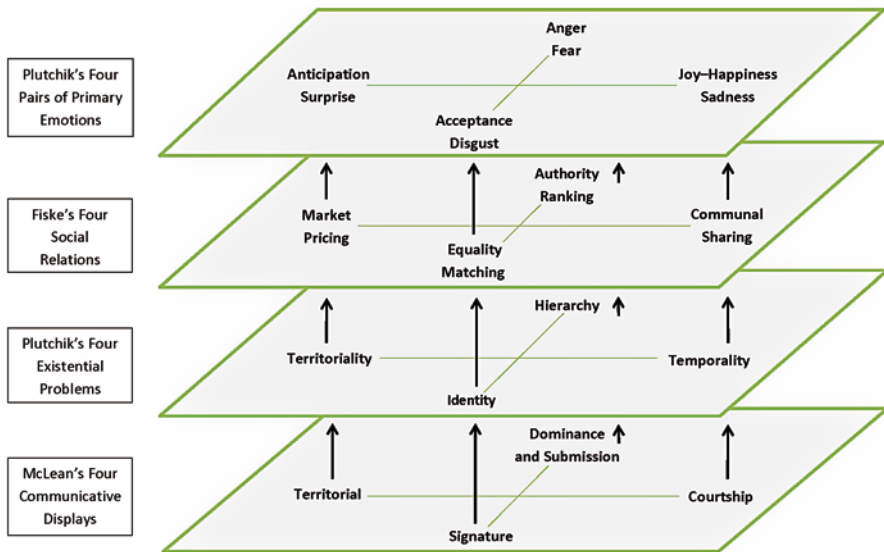 Plutchik's Four
Pairs of Primary
Emotions
Anger
Fear
Anticipation
Surprise
Joy–Happiness
Sadness
Acceptance
Disgust
Fiske's Four
Social
Relations
Authority
Ranking
Market
Pricing
Communal
Sharing
Equality
Matching
Plutchik's Four
Existential
Problems
Hierarchy
Territoriality
Temporality
Identity
McLean's Four
Communicative
Displays
Dominance
and Submission
Territorial
Courtship
Signature